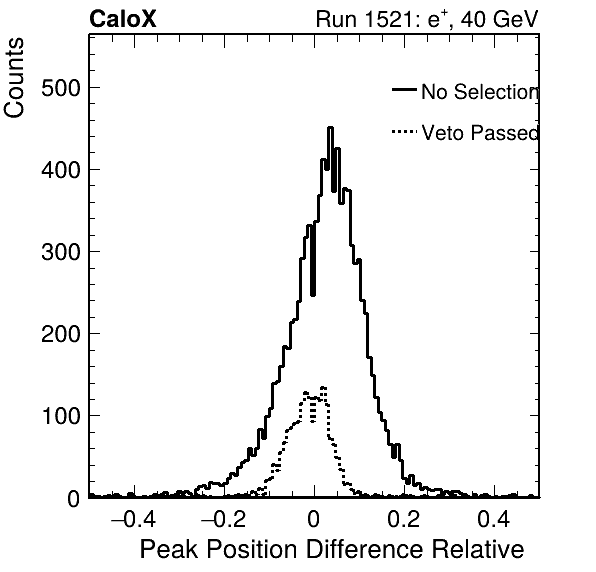 CaloX Run 1521: e⁺, 40 GeV
Counts
500
400
300
200
100
0
No Selection
Veto Passed
−0.4 −0.2 0 0.2 0.4
Peak Position Difference Relative